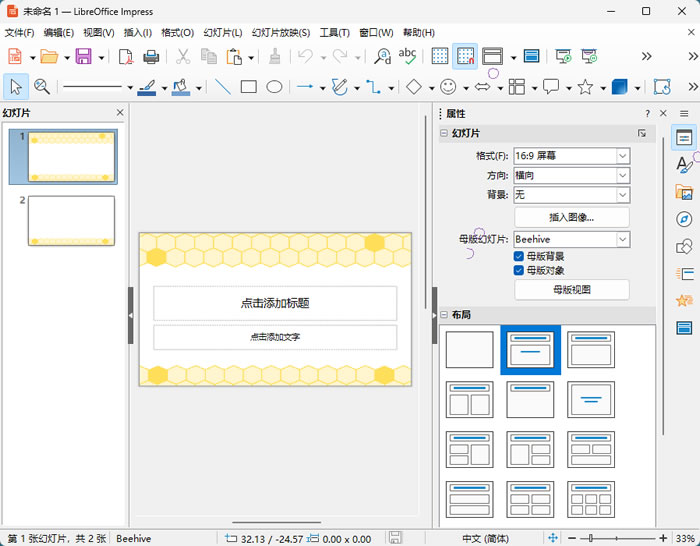 未命名 1 — LibreOffice Impress
文件(F) 编辑(E) 视图(V) 插入(I) 格式(O) 幻灯片(L) 幻灯片放映(S) 工具(T) 窗口(W) 帮助(H)
abc
幻灯片
1
2
点击添加标题
点击添加文字
属性
幻灯片
格式(F): 16:9 屏幕
方向: 横向
背景: 无
插入图像...
母版幻灯片: Beehive
母版背景
母版对象
母版视图
布局
第 1 张幻灯片，共 2 张 Beehive 32.13 / -24.57 0.00 x 0.00 中文 (简体) 33%